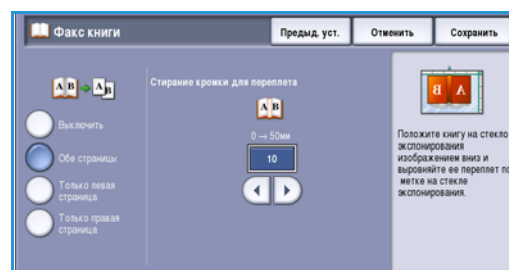 Факс книги
Предыд. уст.
Отменить
Сохранить
A B
A B
Выключить
Обе страницы
Только левая
страница
Только правая
страница
Стирание кромки для переплета
A B
0 → 50мм
10
B A
Положите книгу на стекло
экспонирования
изображением вниз и
выровняйте ее переплет по
метке на стекле
экспонирования.